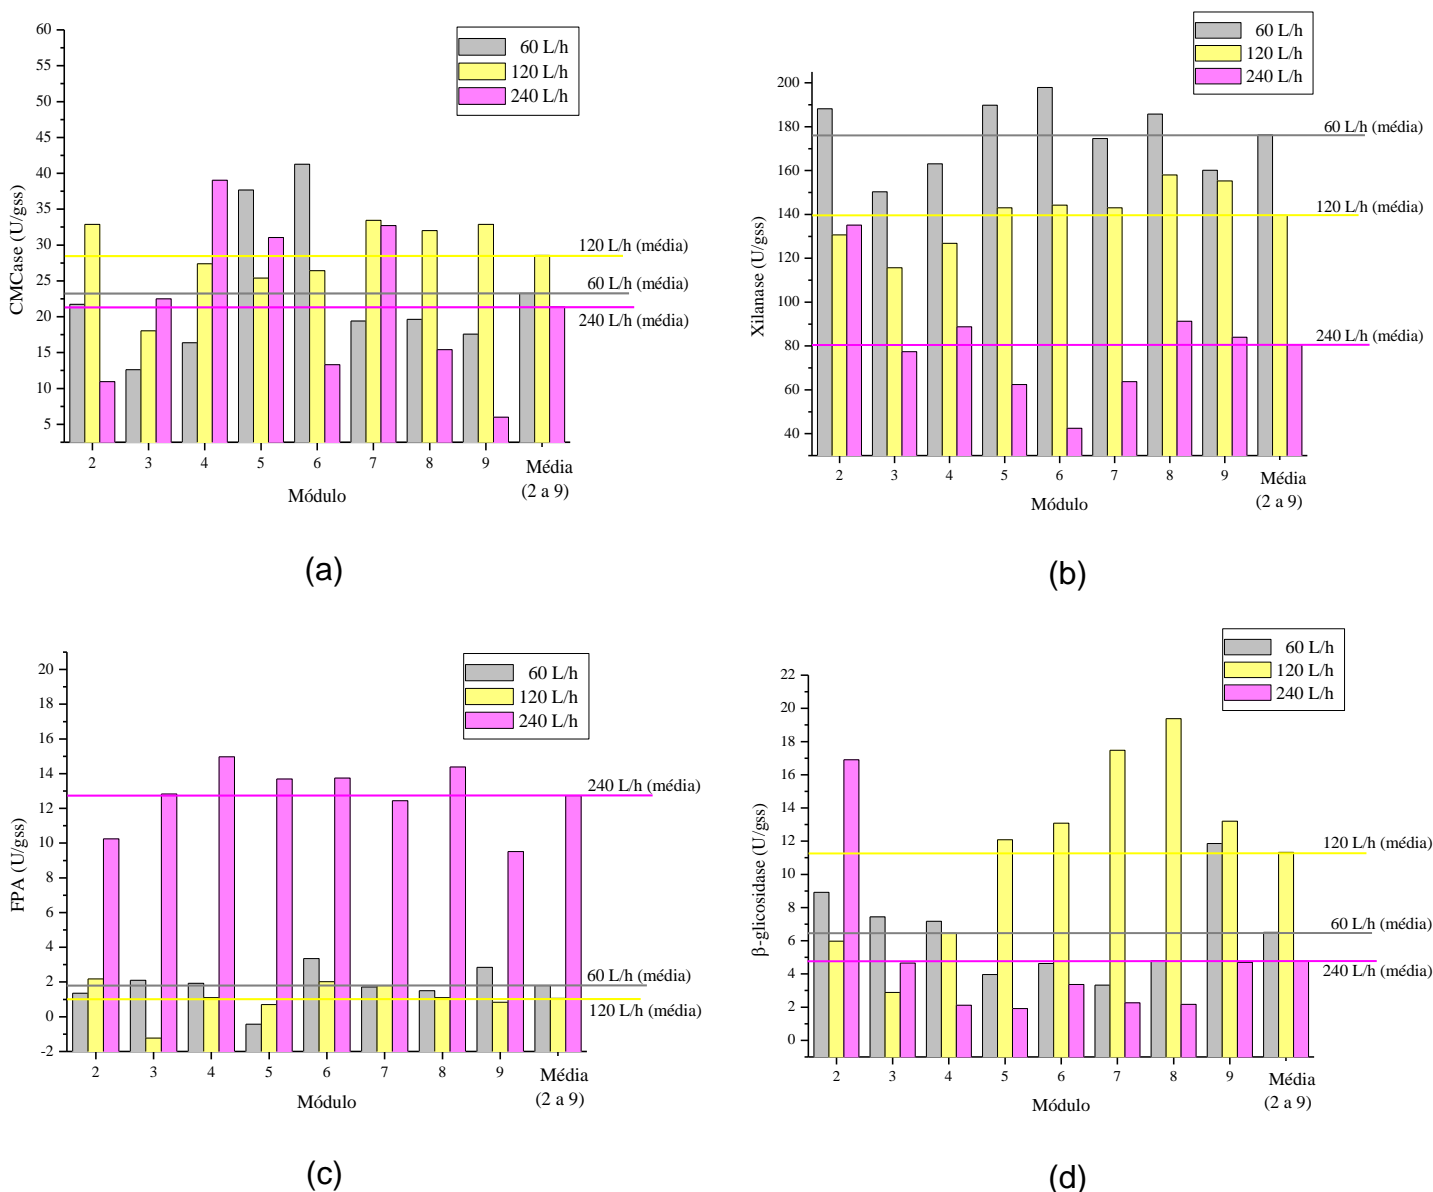 60 L/h
120 L/h
240 L/h
60
55
50
45
40
35
30
25
20
15
10
5
CMCase (U/gss)
120 L/h (média)
60 L/h (média)
240 L/h (média)
2 3 4 5 6 7 8 9 Média
(2 a 9)
Módulo
(a)
60 L/h
120 L/h
240 L/h
200
180
160
140
120
100
80
60
40
Xilanase (U/gss)
60 L/h (média)
120 L/h (média)
240 L/h (média)
2 3 4 5 6 7 8 9 Média
(2 a 9)
Módulo
(b)
60 L/h
120 L/h
240 L/h
20
18
16
14
12
10
8
6
4
2
0
-2
FPA (U/gss)
240 L/h (média)
60 L/h (média)
120 L/h (média)
2 3 4 5 6 7 8 9 Média
(2 a 9)
Módulo
(c)
60 L/h
120 L/h
240 L/h
22
20
18
16
14
12
10
8
6
4
2
0
β-glicosidase (U/gss)
120 L/h (média)
60 L/h (média)
240 L/h (média)
2 3 4 5 6 7 8 9 Média
(2 a 9)
Módulo
(d)